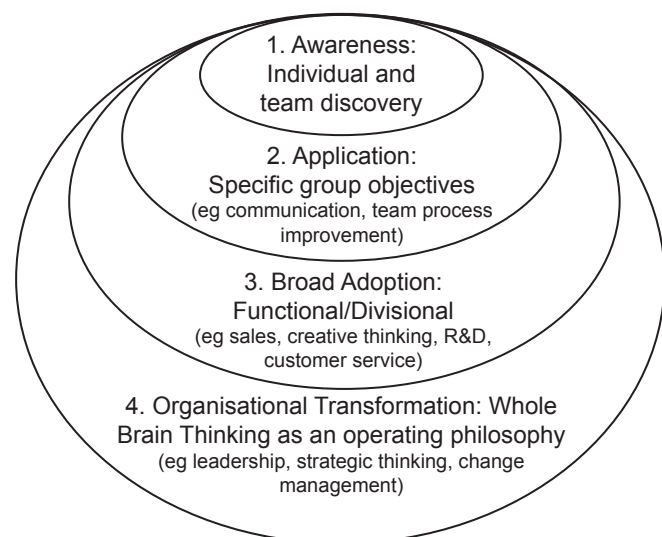 1. Awareness:
Individual and
team discovery
2. Application:
Specific group objectives
(eg communication, team process
improvement)
3. Broad Adoption:
Functional/Divisional
(eg sales, creative thinking, R&D,
customer service)
4. Organisational Transformation: Whole
Brain Thinking as an operating philosophy
(eg leadership, strategic thinking, change
management)